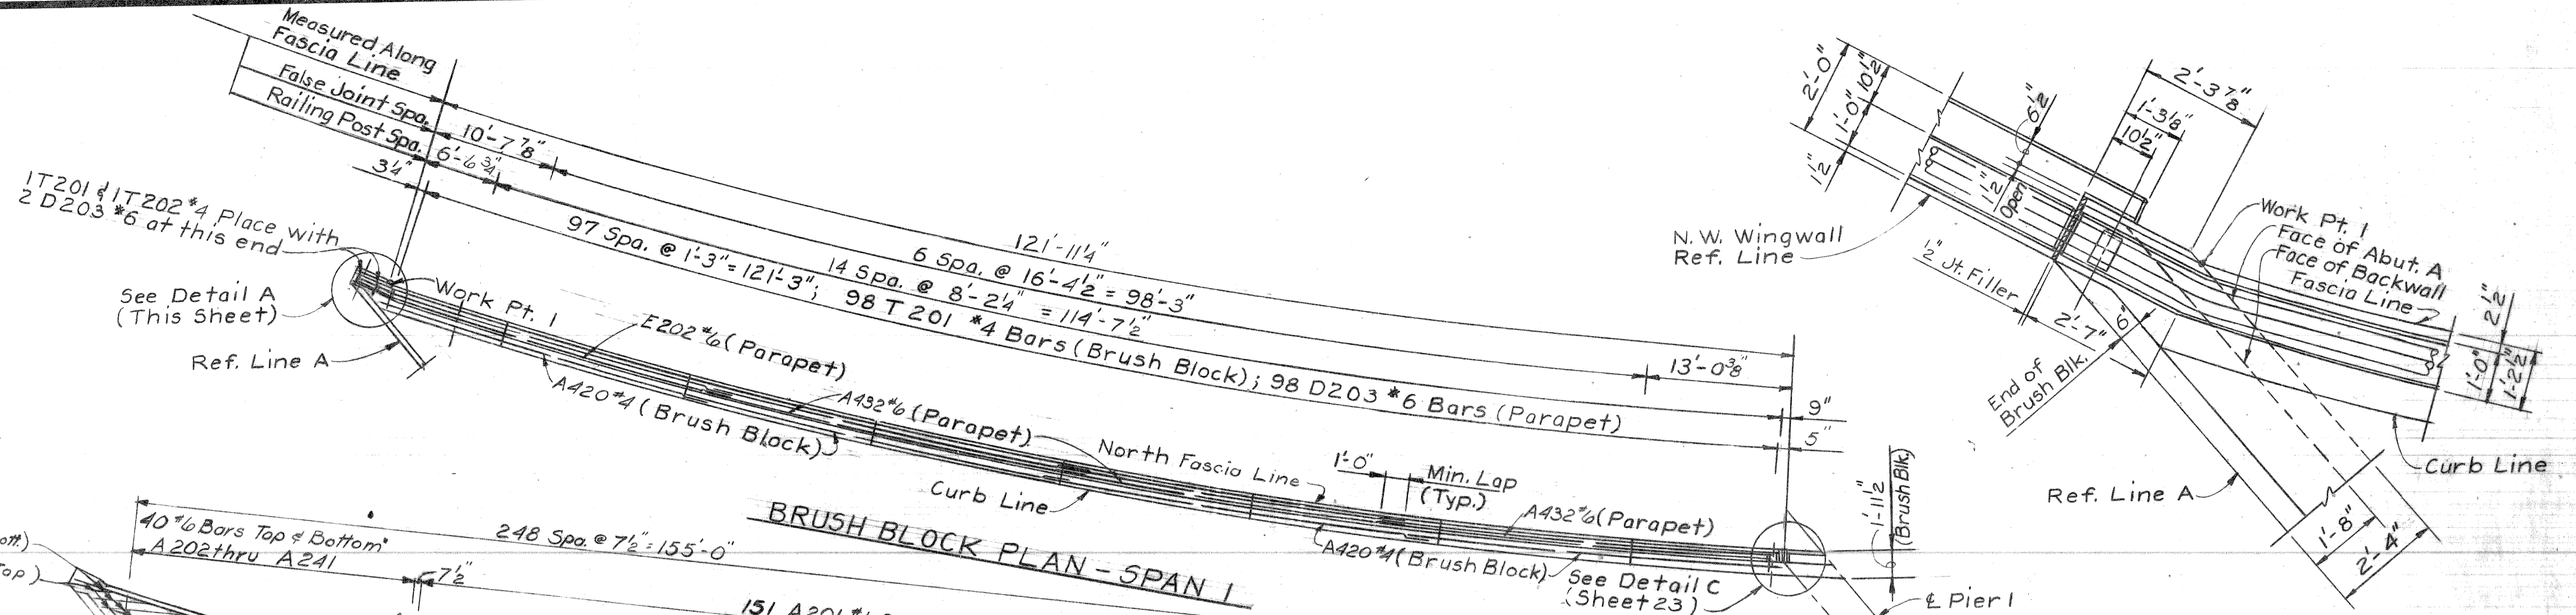 Measured Along
Fascia Line
False Joint Spa.
Railing Post Spa.
10'-7 7/8"
6'-6 3/4"
3 1/4"
121'-11 1/4"
6 Spa. @ 16'-4 1/2" = 98'-3"
14 Spa. @ 8'-2 1/4" = 114'-7 1/2"
97 Spa. @ 1'-3" = 121'-3"; 98 T 201 #4 Bars (Brush Block); 98 D203 #6 Bars (Parapet)
13'-0 3/8"
9"
5"
1T201 & 1T202 #4 Place with
2 D203 #6 at this end
See Detail A
(This Sheet)
Work Pt. 1
Ref. Line A
E202 #6 (Parapet)
A420 #4 (Brush Block)
A432 #6 (Parapet)
North Fascia Line
Curb Line
1'-0"
Min. Lap
(Typ.)
A432 #6 (Parapet)
A420 #4 (Brush Block)
See Detail C
(Sheet 23)
℄ Pier 1
1'-11 1/2"
(Brush Blk.)
6"
BRUSH BLOCK PLAN - SPAN 1
40 #6 Bars Top & Bottom
A202 thru A241
248 Spa. @ 7 1/2" = 155'-0"
7 1/2"
2'-0"
10 1/2"
1'-0"
1 1/2"
6 1/2"
1/2"
Open
2'-3 7/8"
1'-3 1/8"
10 1/2"
N.W. Wingwall
Ref. Line
1/2" Jt. Filler
2'-7"
6"
End of
Brush Blk.
Work Pt. 1
Face of Abut. A
Face of Backwall
Fascia Line
2 1/2"
1'-0"
1'-2 1/2"
Curb Line
Ref. Line A
1'-8"
2'-4"